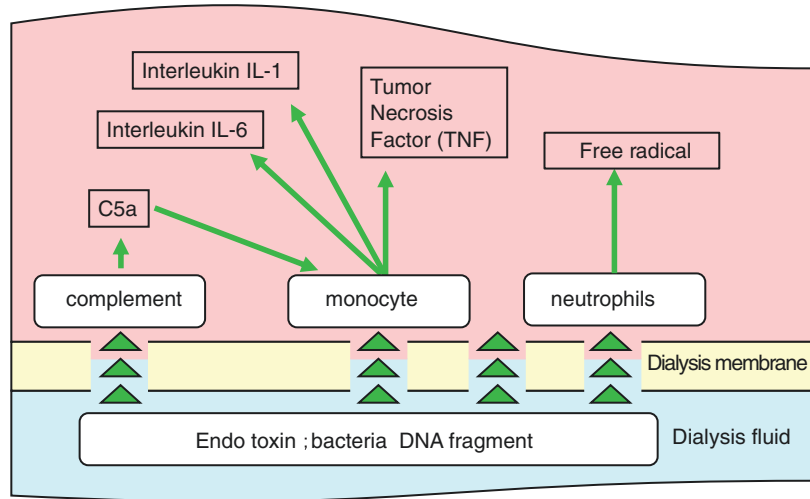 Interleukin IL-1
Interleukin IL-6
Tumor
Necrosis
Factor (TNF)
Free radical
C5a
complement
monocyte
neutrophils
Dialysis membrane
Endo toxin ; bacteria DNA fragment
Dialysis fluid